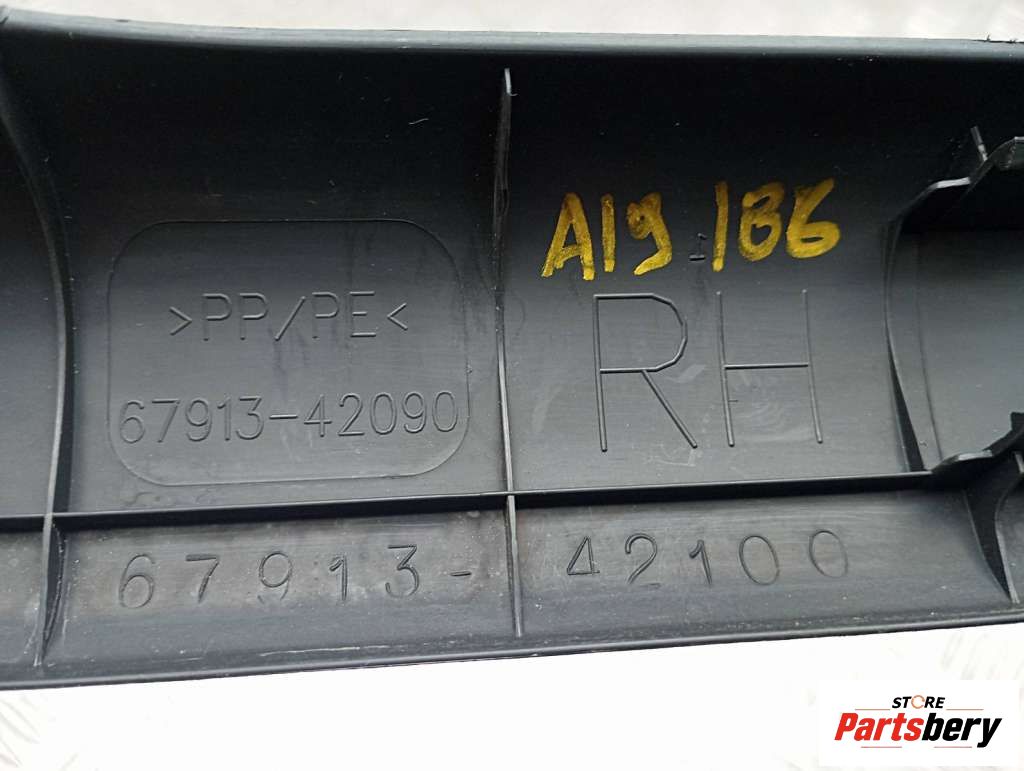 A19 186
>PP/PE<
67913-42090
RH
67913-42100
STORE
Partsbery